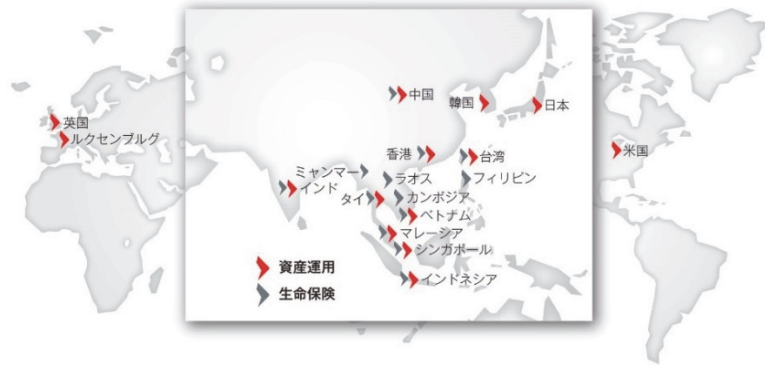 中国
韓国
日本
英国
ルクセンブルグ
香港
台湾
米国
ミャンマー
ラオス
フィリピン
インド
タイ
カンボジア
ベトナム
マレーシア
シンガポール
資産運用
インドネシア
生命保険